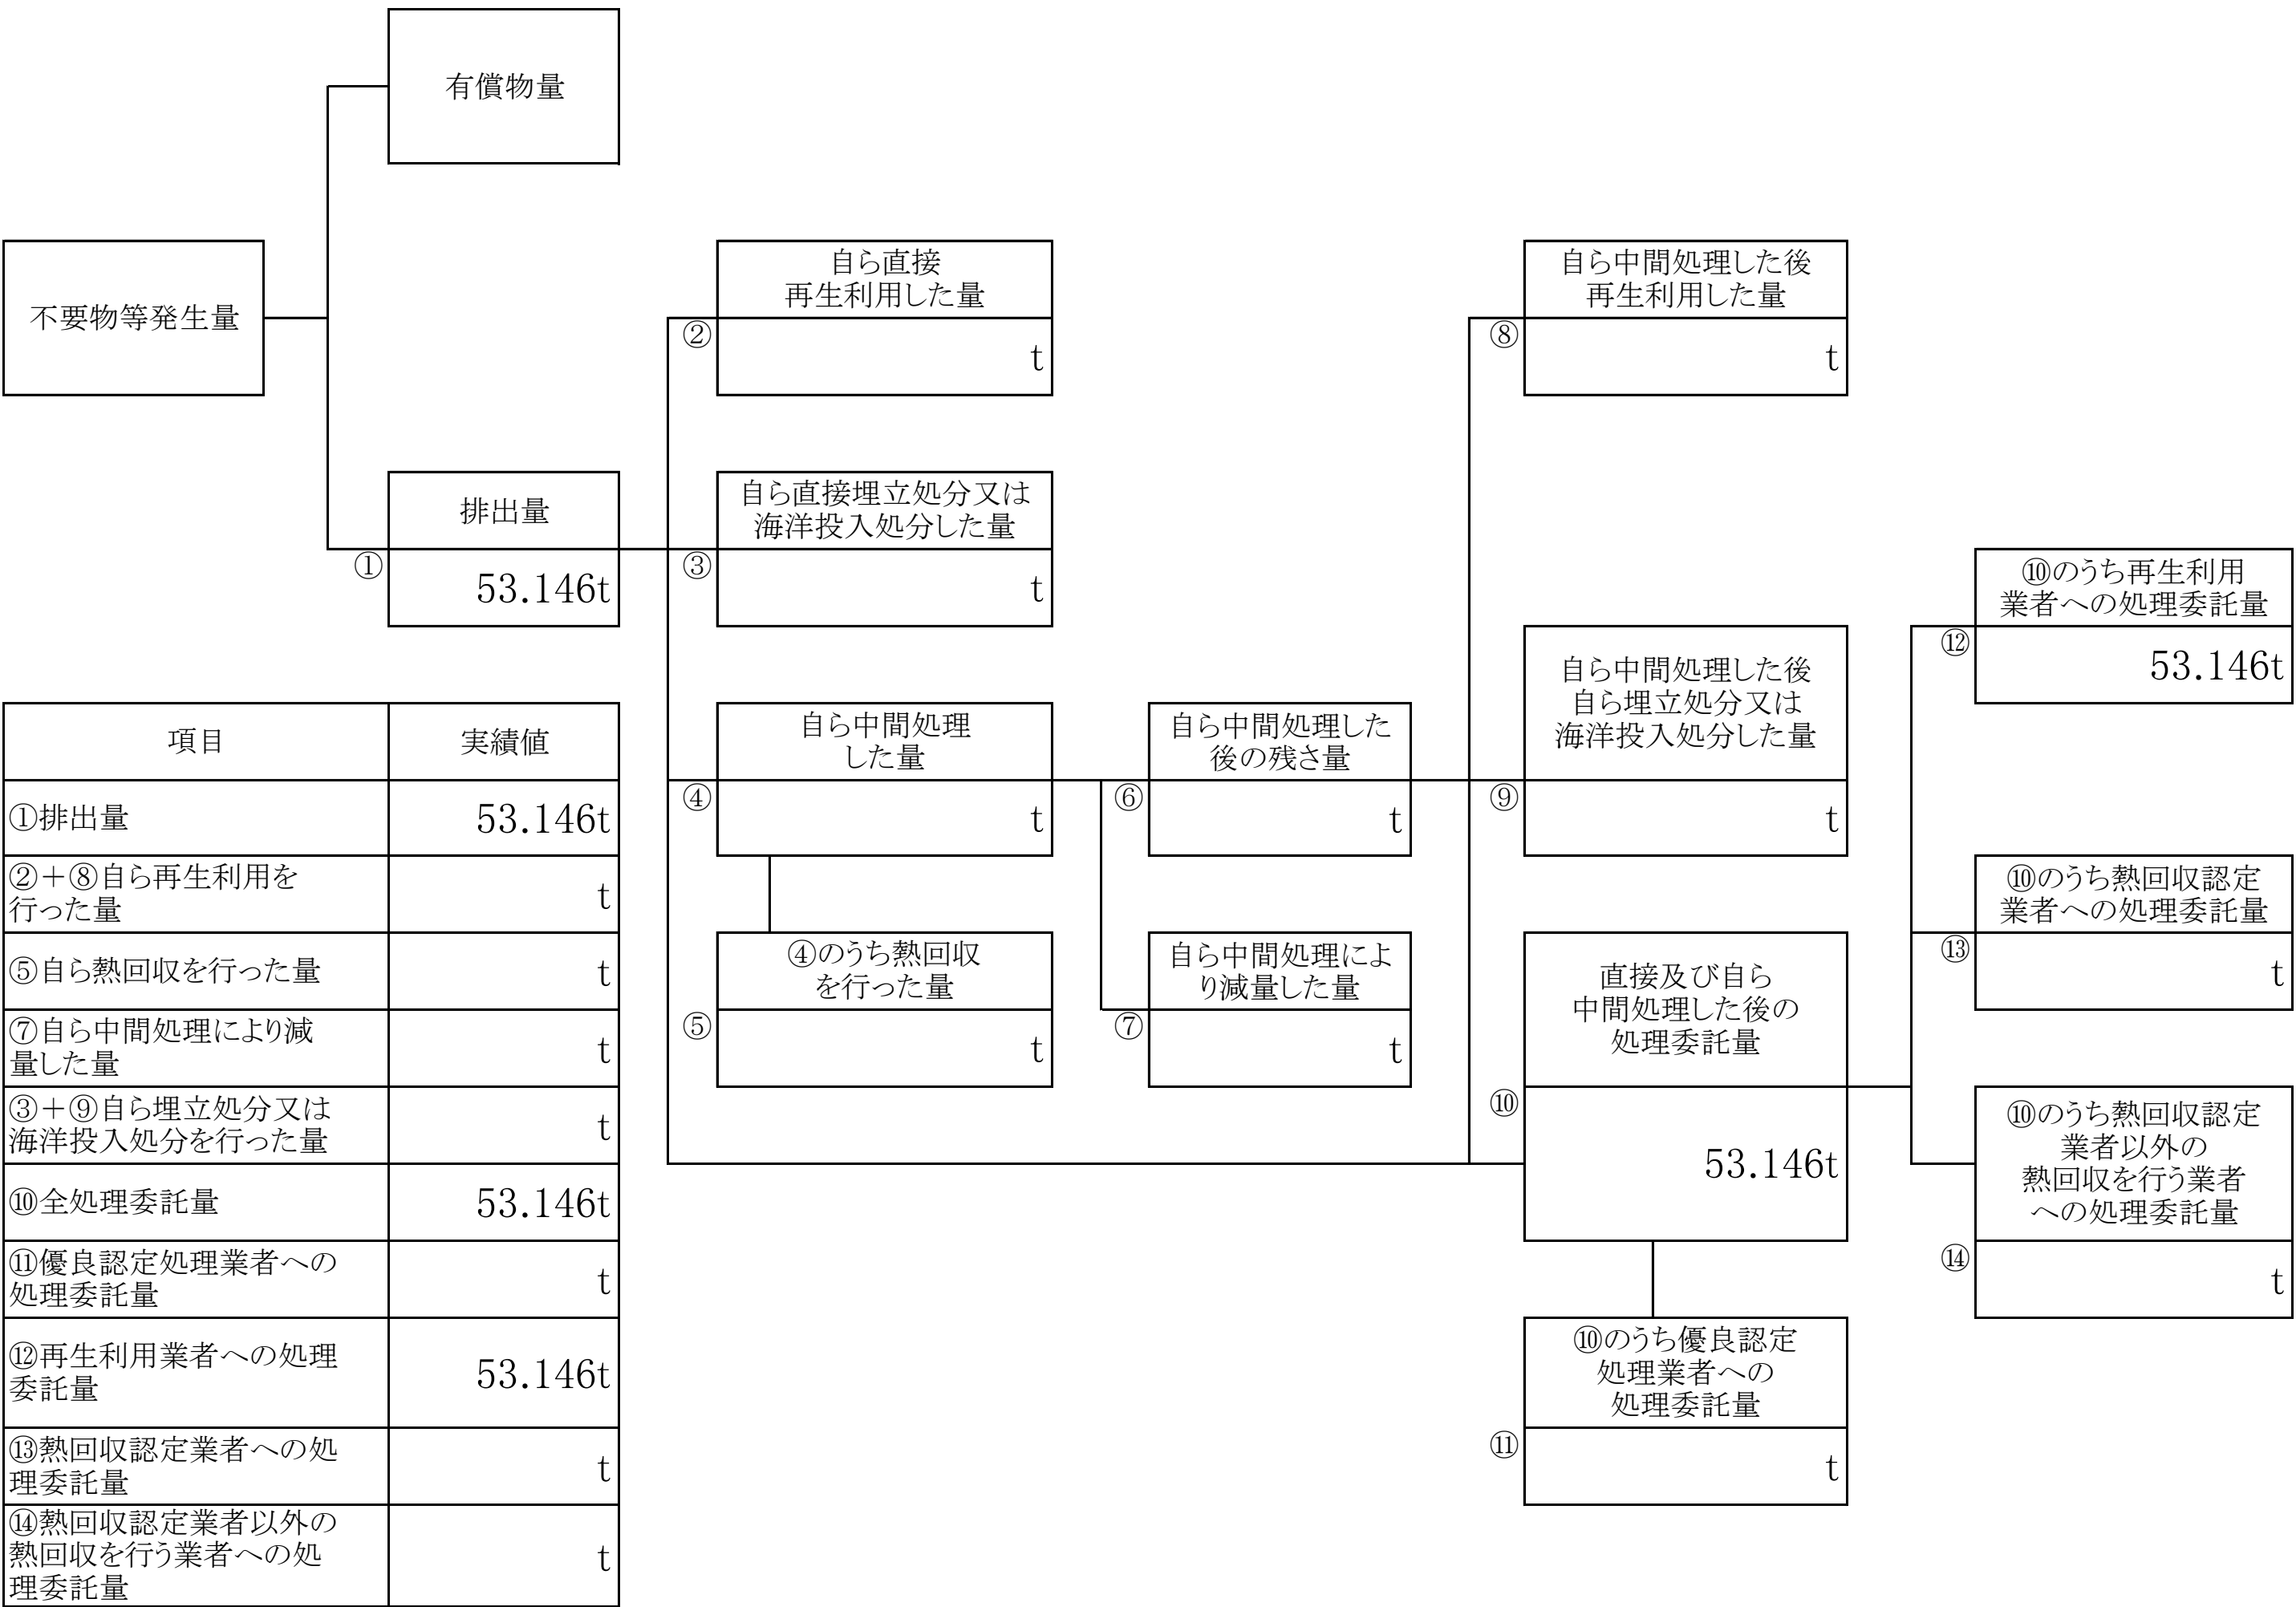 有償物量
不要物等発生量
自ら直接
再生利用した量
②
t
自ら中間処理した後
再生利用した量
⑧
t
排出量
①
53.146t
自ら直接埋立処分又は
海洋投入処分した量
③
t
⑩のうち再生利用
業者への処理委託量
⑫
53.146t
自ら中間処理
した量
④
t
自ら中間処理した
後の残さ量
⑥
t
自ら中間処理した後
自ら埋立処分又は
海洋投入処分した量
⑨
t
⑩のうち熱回収認定
業者への処理委託量
⑬
t
④のうち熱回収
を行った量
⑤
t
自ら中間処理によ
り減量した量
⑦
t
直接及び自ら
中間処理した後の
処理委託量
⑩
53.146t
⑩のうち熱回収認定
業者以外の
熱回収を行う業者
への処理委託量
⑭
t
⑩のうち優良認定
処理業者への
処理委託量
⑪
t
項目 実績値
①排出量 53.146t
②＋⑧自ら再生利用を
行った量
t
⑤自ら熱回収を行った量 t
⑦自ら中間処理により減
量した量
t
③＋⑨自ら埋立処分又は
海洋投入処分を行った量
t
⑩全処理委託量 53.146t
⑪優良認定処理業者への
処理委託量
t
⑫再生利用業者への処理
委託量
53.146t
⑬熱回収認定業者への処
理委託量
t
⑭熱回収認定業者以外の
熱回収を行う業者への処
理委託量
t